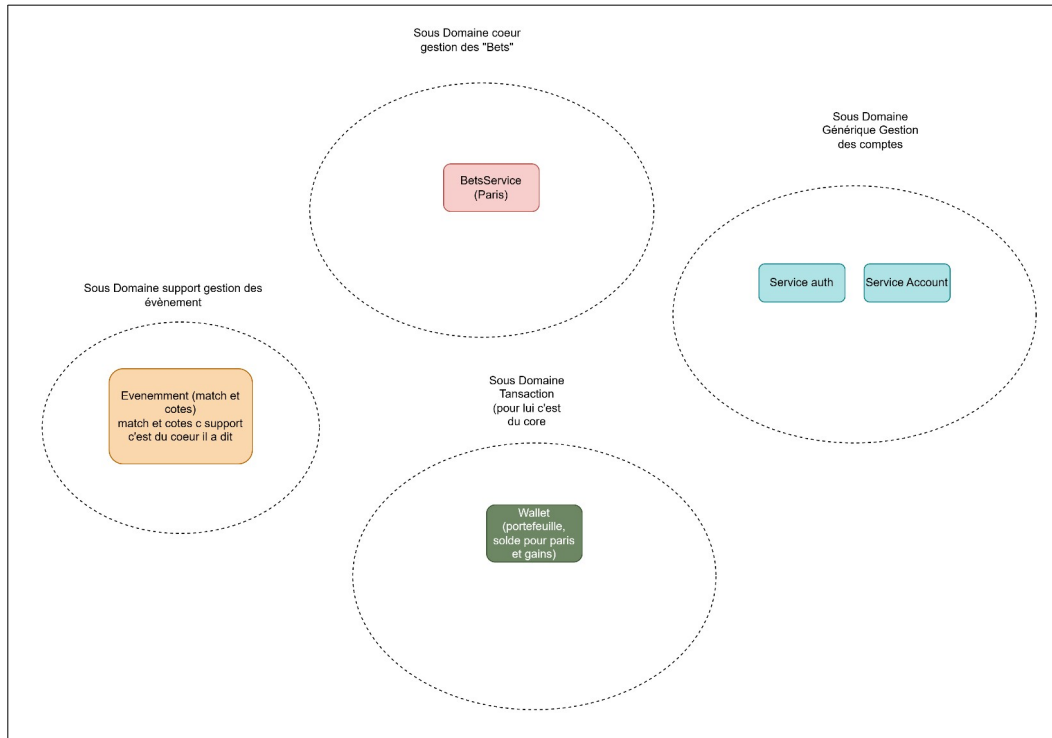 Sous Domaine coeur
gestion des "Bets"
BetsService
(Paris)
Sous Domaine
Générique Gestion
des comptes
Service auth
Service Account
Sous Domaine support gestion des
évènement
Evenemment (match et
cotes)
match et cotes c support
c'est du coeur il a dit
Sous Domaine
Tansaction
(pour lui c'est
du core
Wallet
(portefeuille,
solde pour paris
et gains)